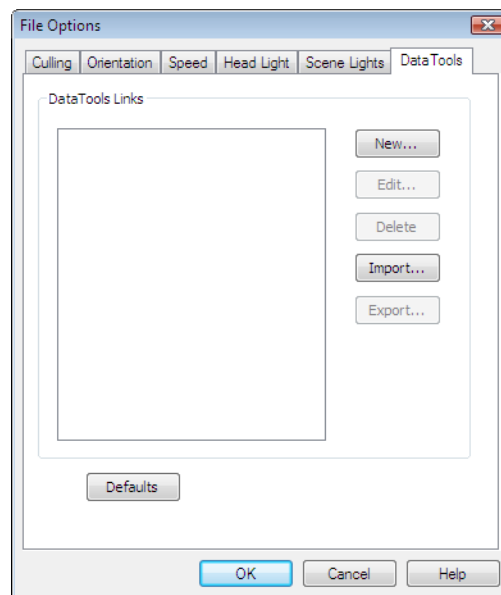 File Options
Culling Orientation Speed Head Light Scene Lights DataTools
DataTools Links
New...
Edit...
Delete
Import...
Export...
Defaults
OK Cancel Help